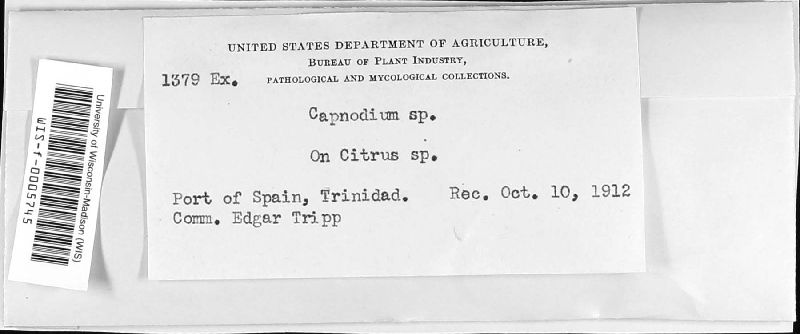 UNITED STATES DEPARTMENT OF AGRICULTURE,
BUREAU OF PLANT INDUSTRY,
1379 Ex. PATHOLOGICAL AND MYCOLOGICAL COLLECTIONS.
Capnodium sp.
On Citrus sp.
Port of Spain, Trinidad. Rec. Oct. 10, 1912
Comm. Edgar Tripp
University of Wisconsin-Madison (WIS)
WIS-f-0005745